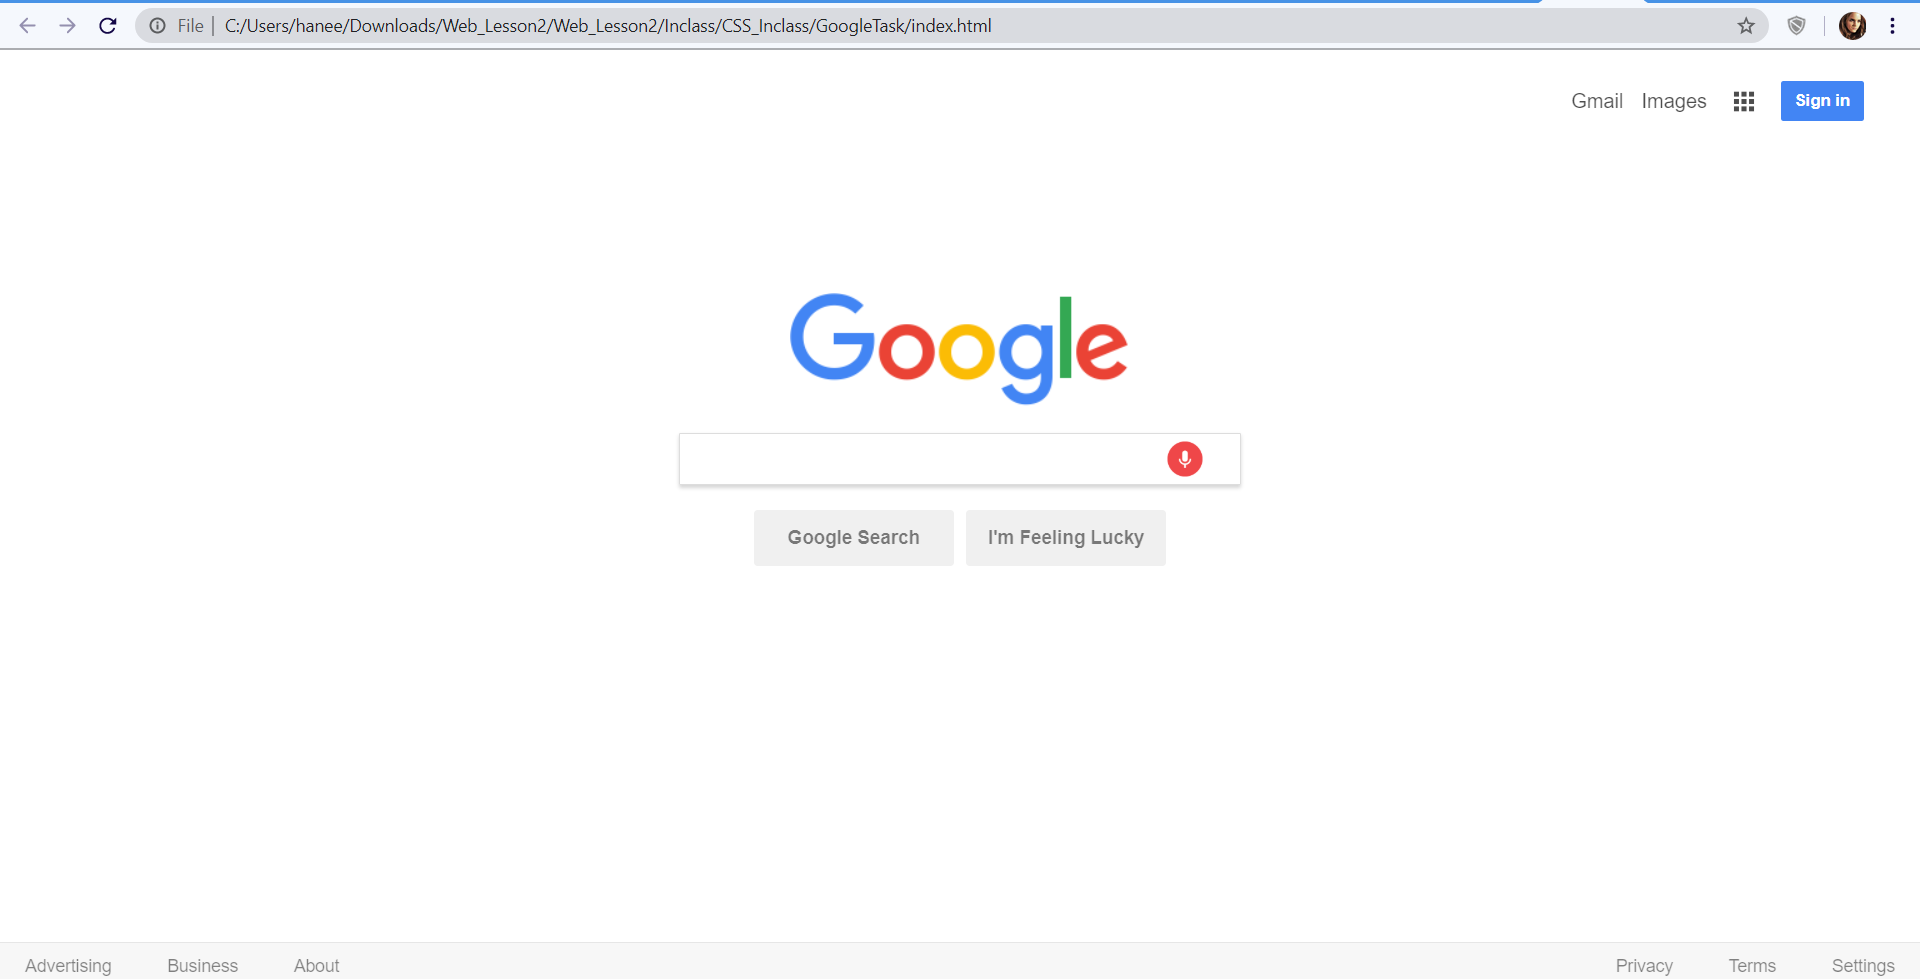 File | C:/Users/hanee/Downloads/Web_Lesson2/Web_Lesson2/Inclass/CSS_Inclass/GoogleTask/index.html
Gmail Images Sign in
Google
Google Search I'm Feeling Lucky
Advertising Business About Privacy Terms Settings